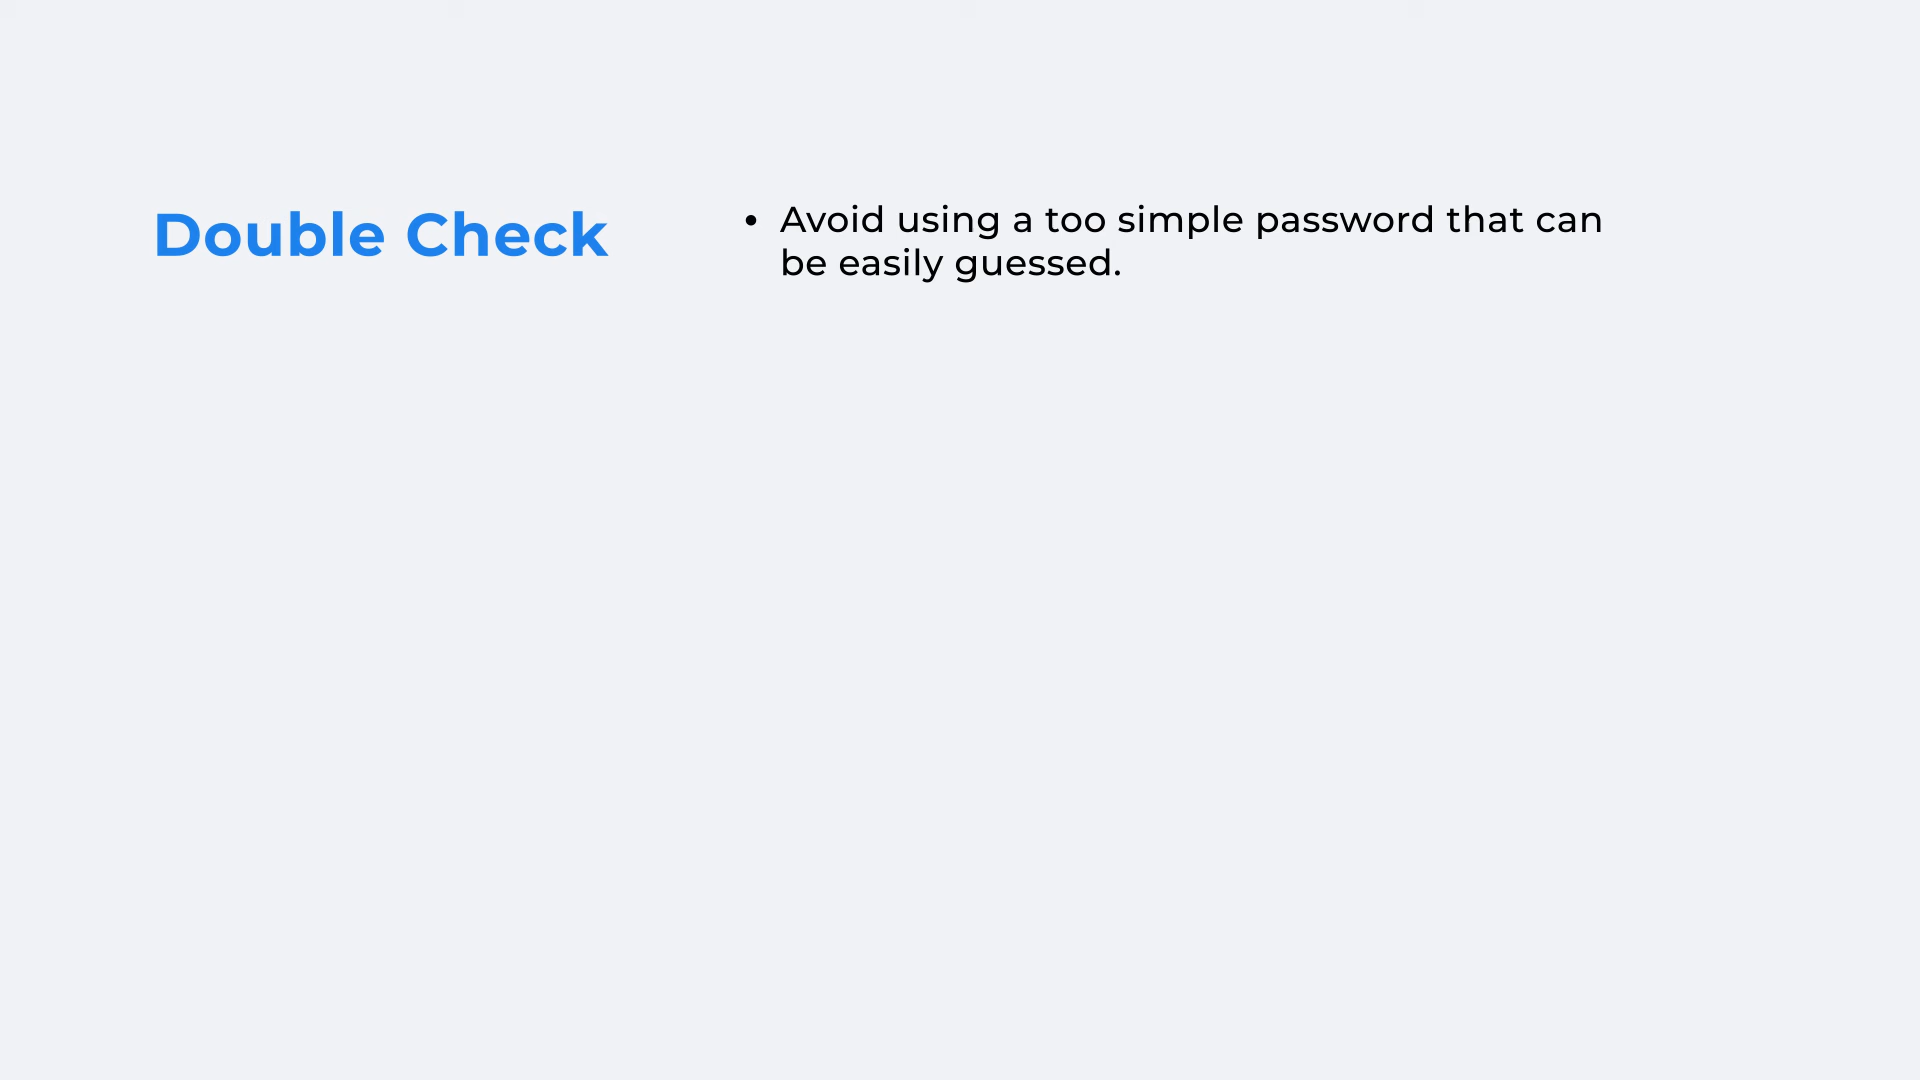 Double Check
• Avoid using a too simple password that can
be easily guessed.